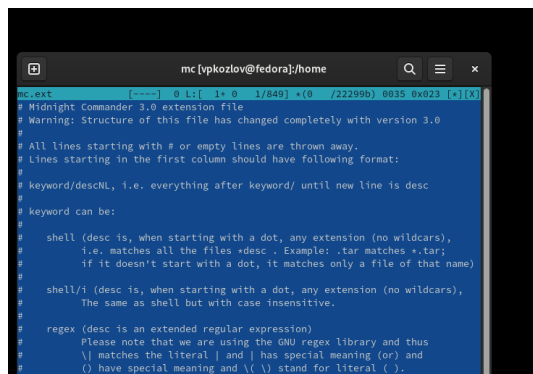 mc [vpkozlov@fedora]:/home
mc.ext [----] 0 L:[ 1+ 0 1/849] *(0 /22299b) 0035 0x023 [*][X]
# Midnight Commander 3.0 extension file
# Warning: Structure of this file has changed completely with version 3.0
#
# All lines starting with # or empty lines are thrown away.
# Lines starting in the first column should have following format:
#
# keyword/descNL, i.e. everything after keyword/ until new line is desc
#
# keyword can be:
#
# shell (desc is, when starting with a dot, any extension (no wildcars),
# i.e. matches all the files *desc . Example: .tar matches *.tar;
# if it doesn't start with a dot, it matches only a file of that name)
#
# shell/i (desc is, when starting with a dot, any extension (no wildcars),
# The same as shell but with case insensitive.
#
# regex (desc is an extended regular expression)
# Please note that we are using the GNU regex library and thus
# \| matches the literal | and | has special meaning (or) and
# () have special meaning and \( \) stand for literal ( ).